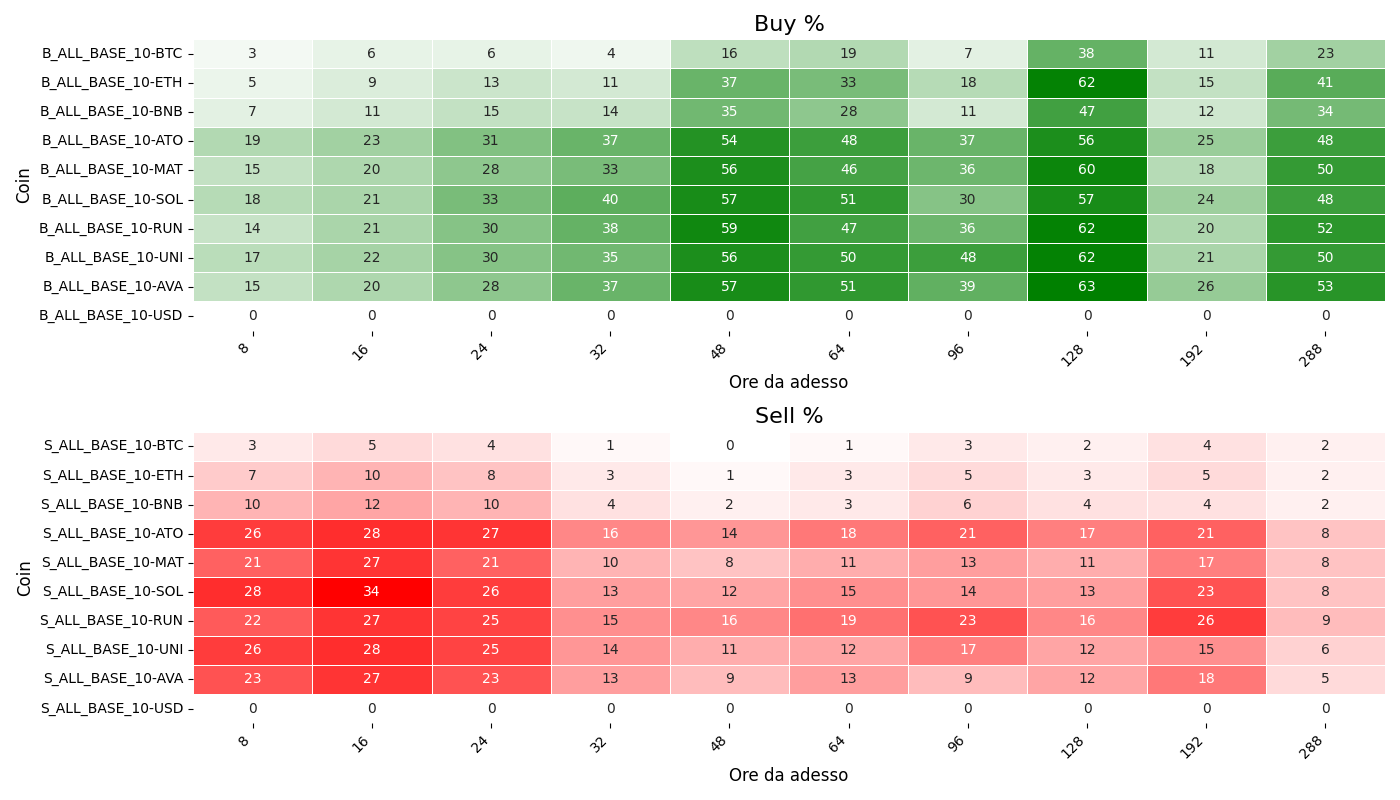 Buy %
Coin
B_ALL_BASE_10-BTC 3 6 6 4 16 19 7 38 11 23
B_ALL_BASE_10-ETH 5 9 13 11 37 33 18 62 15 41
B_ALL_BASE_10-BNB 7 11 15 14 35 28 11 47 12 34
B_ALL_BASE_10-ATO 19 23 31 37 54 48 37 56 25 48
B_ALL_BASE_10-MAT 15 20 28 33 56 46 36 60 18 50
B_ALL_BASE_10-SOL 18 21 33 40 57 51 30 57 24 48
B_ALL_BASE_10-RUN 14 21 30 38 59 47 36 62 20 52
B_ALL_BASE_10-UNI 17 22 30 35 56 50 48 62 21 50
B_ALL_BASE_10-AVA 15 20 28 37 57 51 39 63 26 53
B_ALL_BASE_10-USD 0 0 0 0 0 0 0 0 0 0
8 16 24 32 48 64 96 128 192 288
Ore da adesso
Sell %
Coin
S_ALL_BASE_10-BTC 3 5 4 1 0 1 3 2 4 2
S_ALL_BASE_10-ETH 7 10 8 3 1 3 5 3 5 2
S_ALL_BASE_10-BNB 10 12 10 4 2 3 6 4 4 2
S_ALL_BASE_10-ATO 26 28 27 16 14 18 21 17 21 8
S_ALL_BASE_10-MAT 21 27 21 10 8 11 13 11 17 8
S_ALL_BASE_10-SOL 28 34 26 13 12 15 14 13 23 8
S_ALL_BASE_10-RUN 22 27 25 15 16 19 23 16 26 9
S_ALL_BASE_10-UNI 26 28 25 14 11 12 17 12 15 6
S_ALL_BASE_10-AVA 23 27 23 13 9 13 9 12 18 5
S_ALL_BASE_10-USD 0 0 0 0 0 0 0 0 0 0
8 16 24 32 48 64 96 128 192 288
Ore da adesso